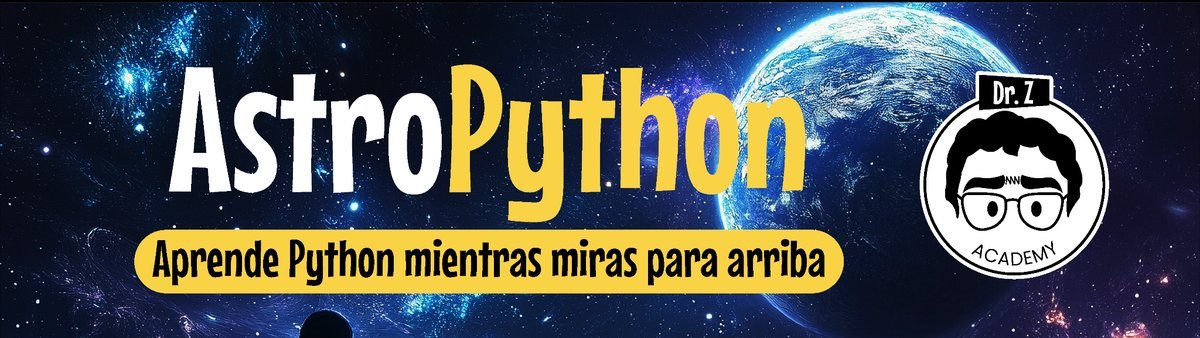 AstroPython
Aprende Python mientras miras para arriba
Dr. Z
ACADEMY